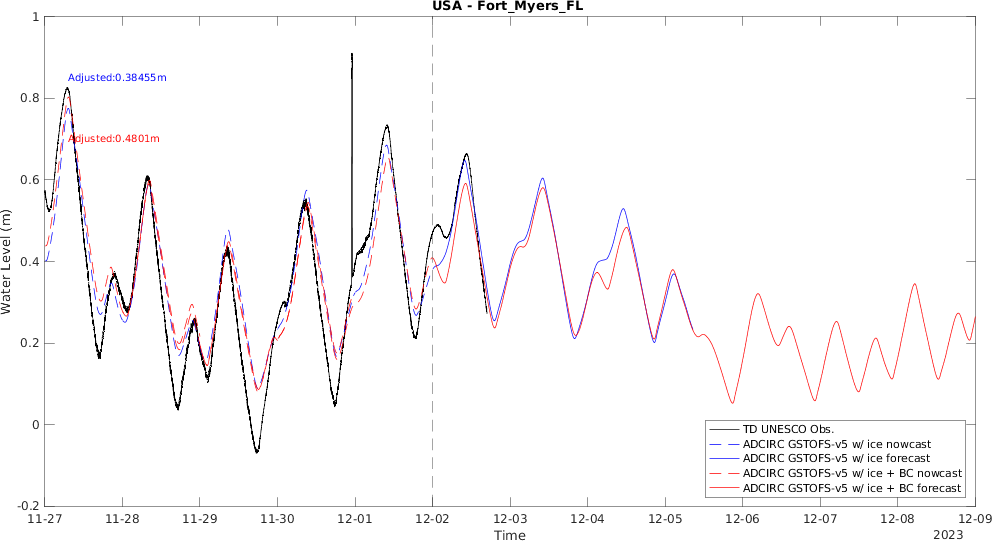 USA - Fort_Myers_FL
1
0.8
0.6
0.4
0.2
0
-0.2
Water Level (m)
Adjusted:0.38455m
Adjusted:0.4801m
TD UNESCO Obs.
ADCIRC GSTOFS-v5 w/ ice nowcast
ADCIRC GSTOFS-v5 w/ ice forecast
ADCIRC GSTOFS-v5 w/ ice + BC nowcast
ADCIRC GSTOFS-v5 w/ ice + BC forecast
11-27 11-28 11-29 11-30 12-01 12-02 12-03 12-04 12-05 12-06 12-07 12-08 12-09
Time
2023